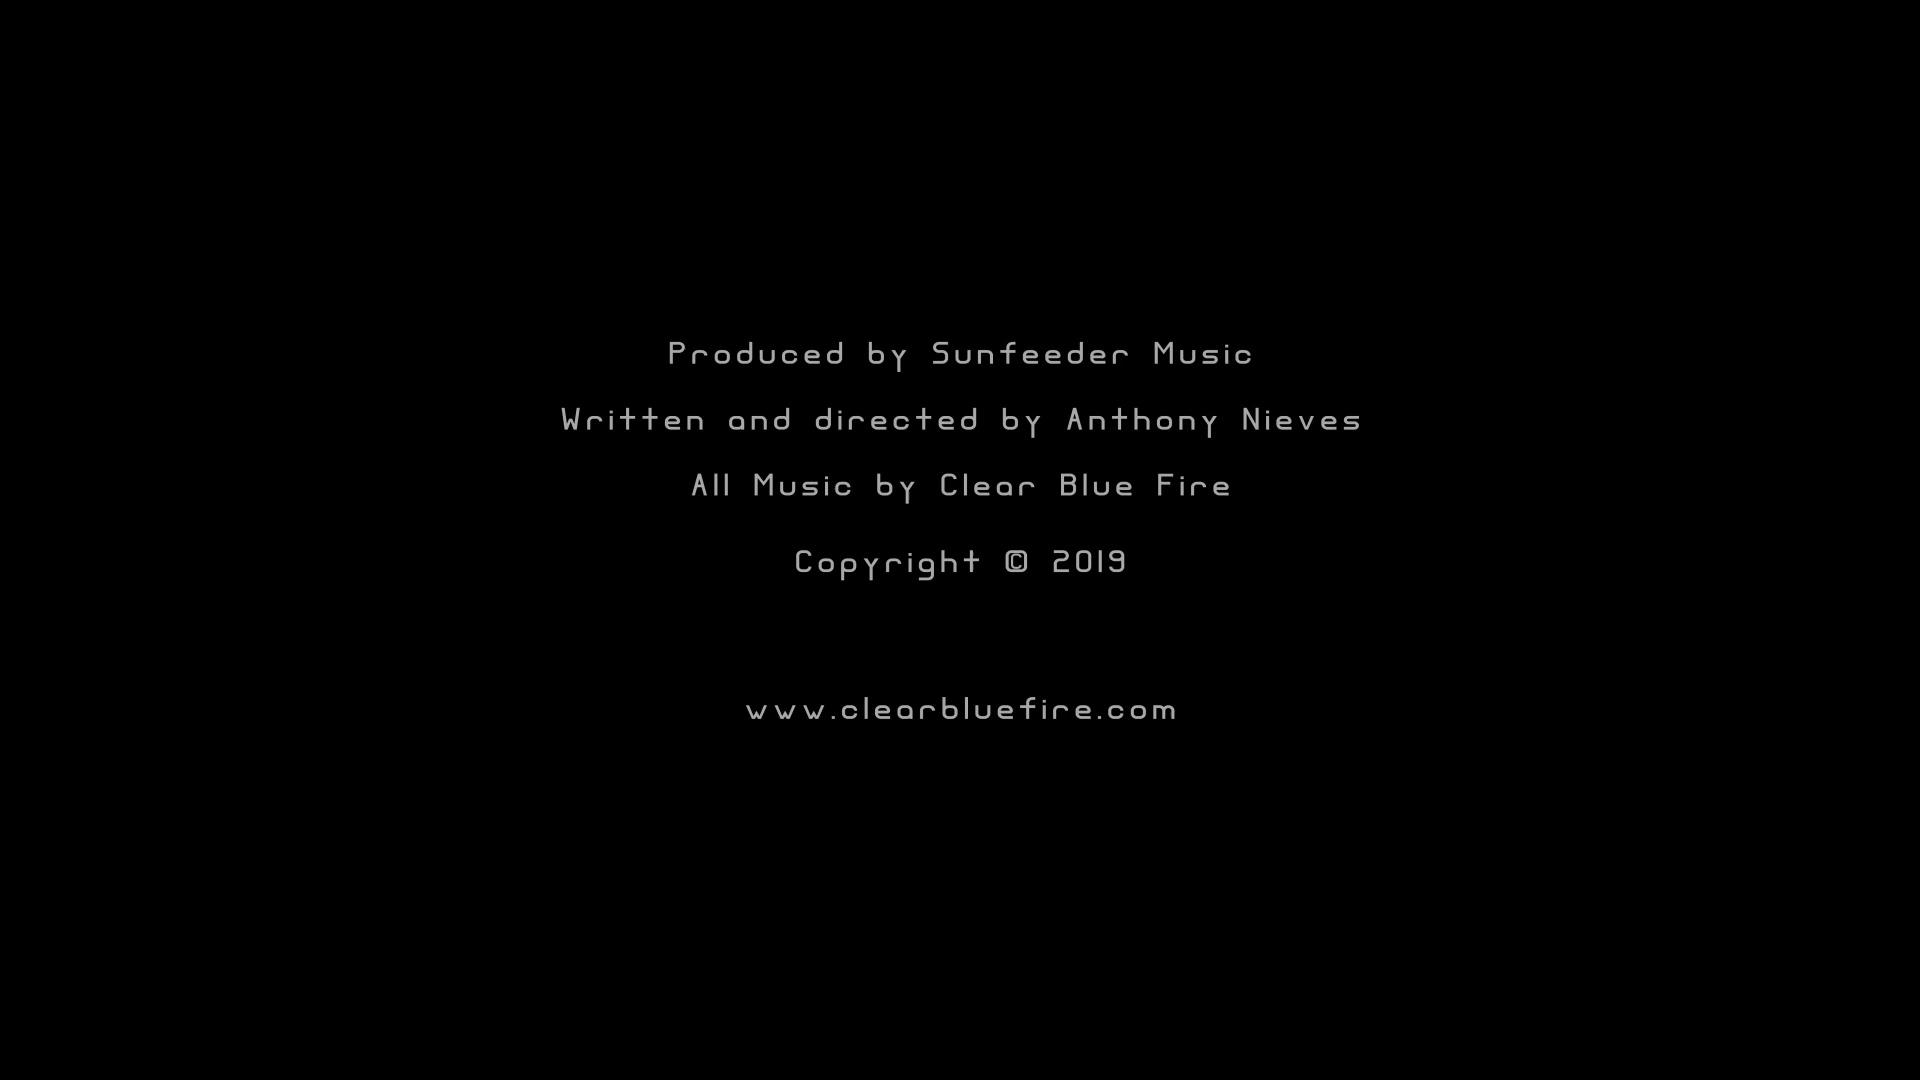 Produced by Sunfeeder Music
Written and directed by Anthony Nieves
All Music by Clear Blue Fire
Copyright © 2019
www.clearbluefire.com